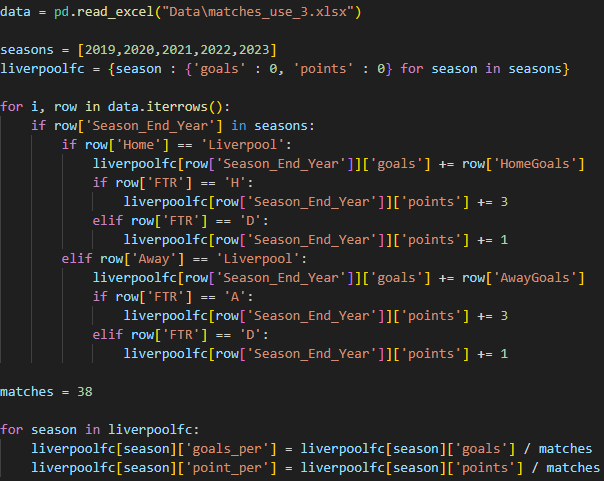 data = pd.read_excel("Data\matches_use_3.xlsx")
seasons = [2019,2020,2021,2022,2023]
liverpoolfc = {season : {'goals' : 0, 'points' : 0} for season in seasons}
for i, row in data.iterrows():
    if row['Season_End_Year'] in seasons:
        if row['Home'] == 'Liverpool':
            liverpoolfc[row['Season_End_Year']]['goals'] += row['HomeGoals']
            if row['FTR'] == 'H':
                liverpoolfc[row['Season_End_Year']]['points'] += 3
            elif row['FTR'] == 'D':
                liverpoolfc[row['Season_End_Year']]['points'] += 1
        elif row['Away'] == 'Liverpool':
            liverpoolfc[row['Season_End_Year']]['goals'] += row['AwayGoals']
            if row['FTR'] == 'A':
                liverpoolfc[row['Season_End_Year']]['points'] += 3
            elif row['FTR'] == 'D':
                liverpoolfc[row['Season_End_Year']]['points'] += 1
matches = 38
for season in liverpoolfc:
    liverpoolfc[season]['goals_per'] = liverpoolfc[season]['goals'] / matches
    liverpoolfc[season]['point_per'] = liverpoolfc[season]['points'] / matches